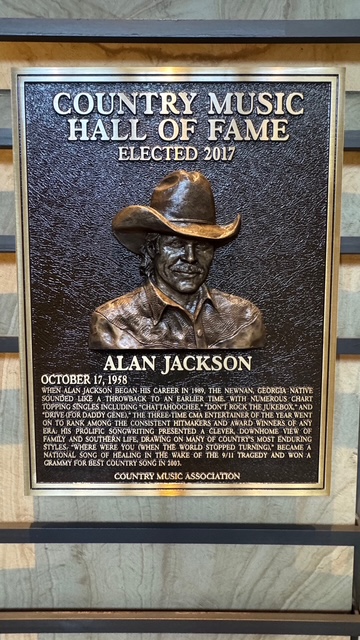 COUNTRY MUSIC
HALL OF FAME
ELECTED 2017
ALAN JACKSON
OCTOBER 17, 1958
WHEN ALAN JACKSON BEGAN HIS CAREER IN 1989, THE NEWNAN, GEORGIA NATIVE
SOUNDED LIKE A THROWBACK TO AN EARLIER TIME. WITH NUMEROUS CHART
TOPPING SINGLES INCLUDING "CHATTAHOOCHEE," "DON'T ROCK THE JUKEBOX," AND
"DRIVE (FOR DADDY GENE)," THE THREE-TIME CMA ENTERTAINER OF THE YEAR WENT
ON TO RANK AMONG THE CONSISTENT HITMAKERS AND AWARD WINNERS OF ANY
ERA. HIS PROLIFIC SONGWRITING PRESENTED A CLEVER, DOWNHOME VIEW OF
FAMILY AND SOUTHERN LIFE, DRAWING ON MANY OF COUNTRY'S MOST ENDURING
STYLES. "WHERE WERE YOU (WHEN THE WORLD STOPPED TURNING)," BECAME A
NATIONAL SONG OF HEALING IN THE WAKE OF THE 9/11 TRAGEDY AND WON A
GRAMMY FOR BEST COUNTRY SONG IN 2003.
COUNTRY MUSIC ASSOCIATION